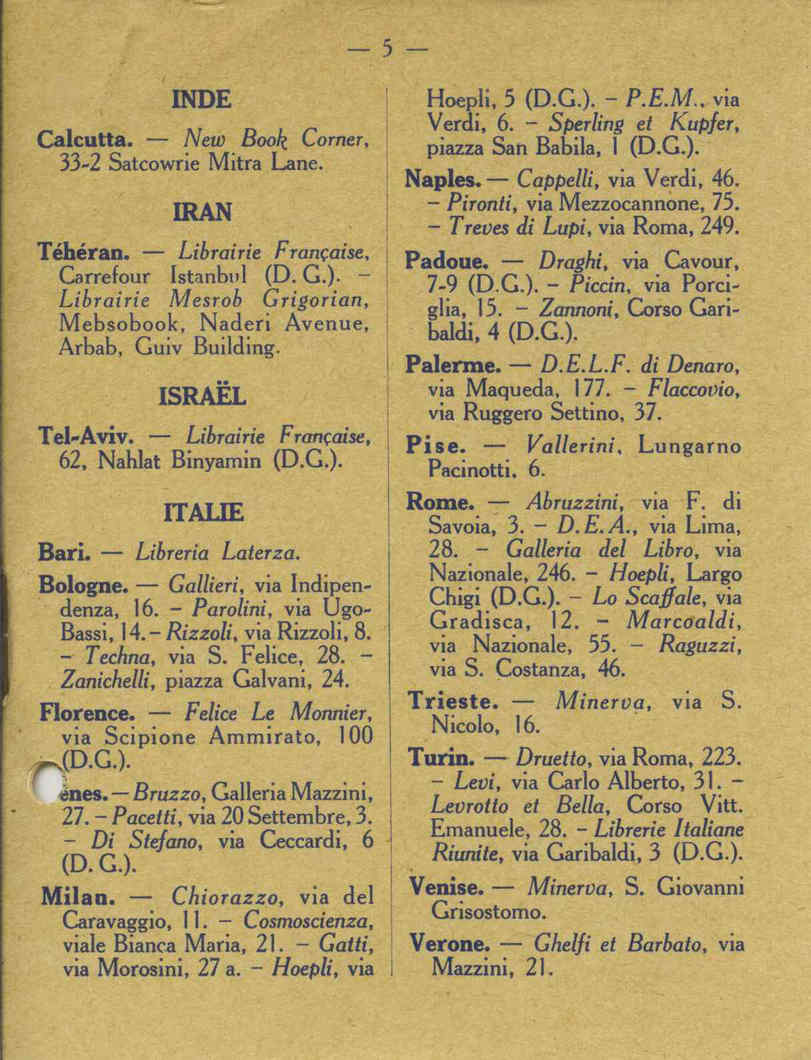 — 5 —
INDE
Calcutta. — New Book Corner,
33-2 Satcowrie Mitra Lane.
IRAN
Téhéran. — Librairie Française,
Carrefour Istanbul (D. G.). –
Librairie Mesrob Grigorian,
Mebsobook, Naderi Avenue,
Arbab, Guiv Building.
ISRAËL
Tel-Aviv. — Librairie Française,
62, Nahlat Binyamin (D.G.).
ITALIE
Bari. — Libreria Laterza.
Bologne. — Gallieri, via Indipen-
denza, 16. – Parolini, via Ugo-
Bassi, 14. – Rizzoli, via Rizzoli, 8.
– Techna, via S. Felice, 28. –
Zanichelli, piazza Galvani, 24.
Florence. — Felice Le Monnier,
via Scipione Ammirato, 100
(D.G.).
ènes. — Bruzzo, Galleria Mazzini,
27. – Pacetti, via 20 Settembre, 3.
– Di Stefano, via Ceccardi, 6
(D. G.).
Milan. — Chiorazzo, via del
Caravaggio, 11. – Cosmoscienza,
viale Bianca Maria, 21. – Gatti,
via Morosini, 27 a. – Hoepli, via
Hoepli, 5 (D.G.). – P.E.M., via
Verdi, 6. – Sperling et Kupfer,
piazza San Babila, 1 (D.G.).
Naples. — Cappelli, via Verdi, 46.
– Pironti, via Mezzocannone, 75.
– Treves di Lupi, via Roma, 249.
Padoue. — Draghi, via Cavour,
7-9 (D.G.). – Piccin, via Porci-
glia, 15. – Zannoni, Corso Gari-
baldi, 4 (D.G.).
Palerme. — D.E.L.F. di Denaro,
via Maqueda, 177. – Flaccovio,
via Ruggero Settino, 37.
Pise. — Vallerini, Lungarno
Pacinotti, 6.
Rome. — Abruzzini, via F. di
Savoia, 3. – D.E.A., via Lima,
28. – Galleria del Libro, via
Nazionale, 246. – Hoepli, Largo
Chigi (D.G.). – Lo Scaffale, via
Gradisca, 12. – Marcoaldi,
via Nazionale, 55. – Raguzzi,
via S. Costanza, 46.
Trieste. — Minerva, via S.
Nicolo, 16.
Turin. — Druetto, via Roma, 223.
– Levi, via Carlo Alberto, 31. –
Levrotto et Bella, Corso Vitt.
Emanuele, 28. – Librerie Italiane
Riunite, via Garibaldi, 3 (D.G.).
Venise. — Minerva, S. Giovanni
Grisostomo.
Verone. — Ghelfi et Barbato, via
Mazzini, 21.